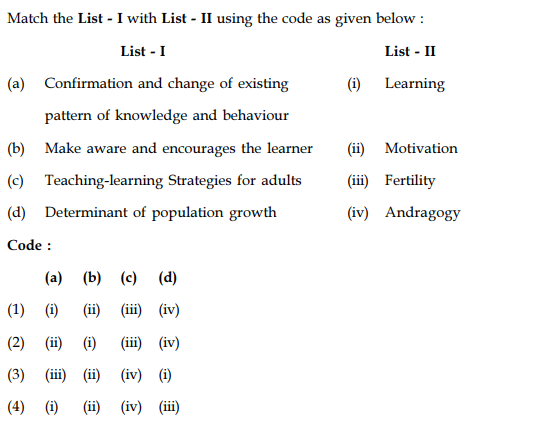 Match the List - I with List - II using the code as given below :
List - I List - II
(a) Confirmation and change of existing (i) Learning
pattern of knowledge and behaviour
(b) Make aware and encourages the learner (ii) Motivation
(c) Teaching-learning Strategies for adults (iii) Fertility
(d) Determinant of population growth (iv) Andragogy
Code :
(a) (b) (c) (d)
(1) (i) (ii) (iii) (iv)
(2) (ii) (i) (iii) (iv)
(3) (iii) (ii) (iv) (i)
(4) (i) (ii) (iv) (iii)